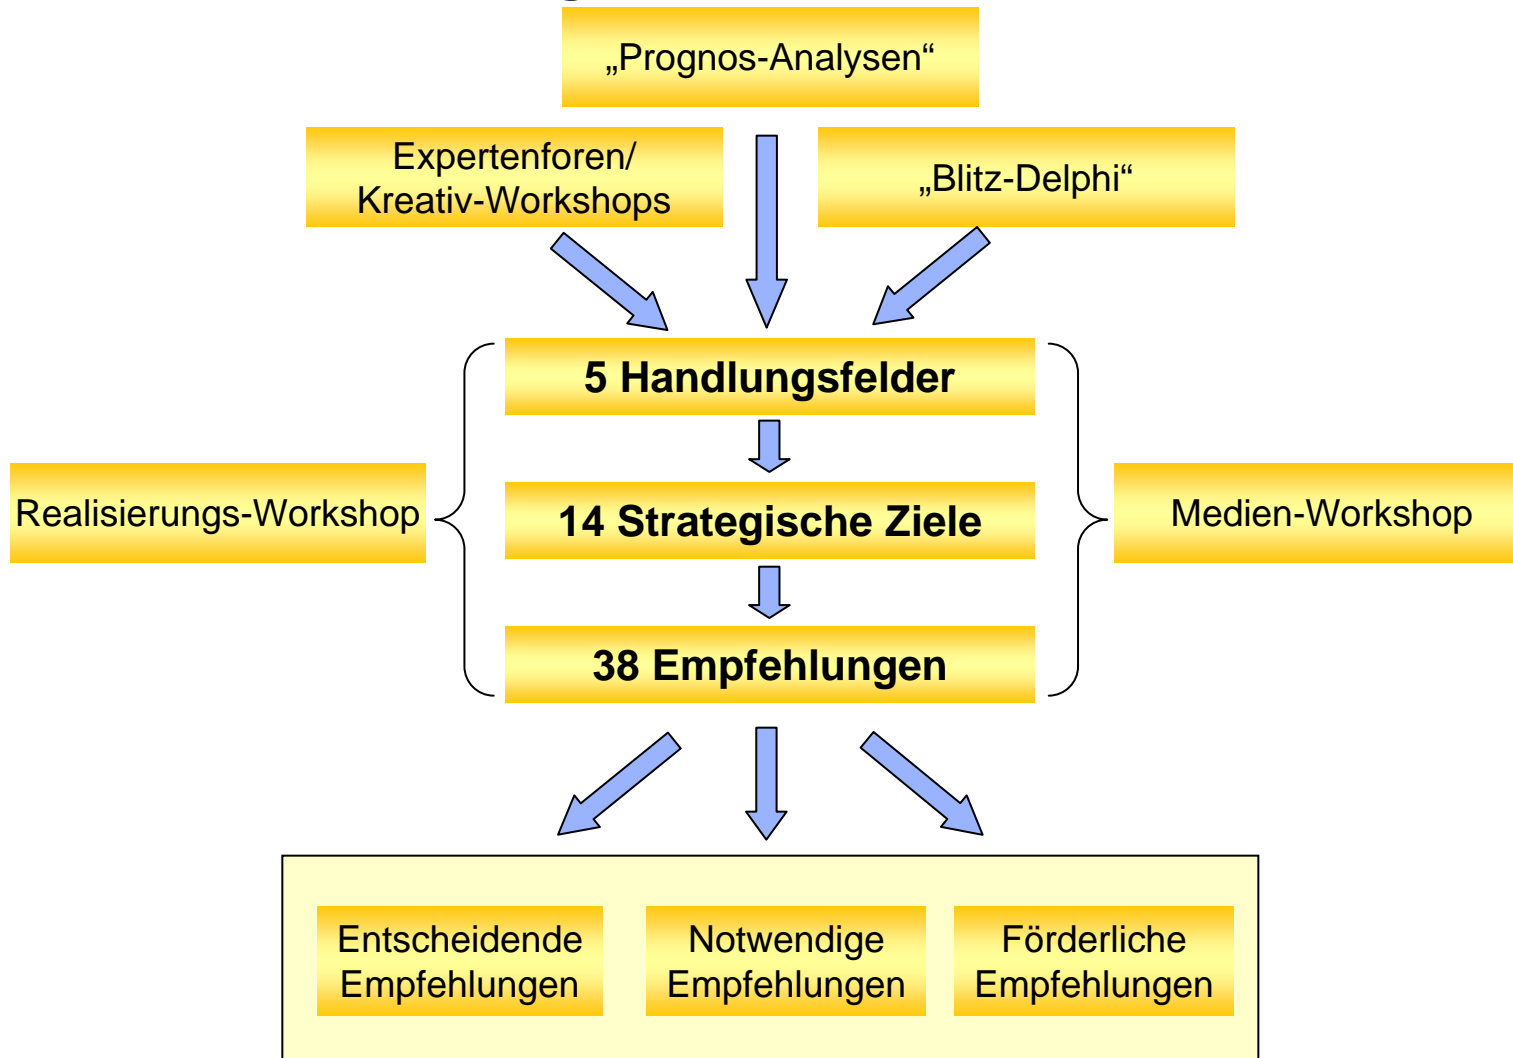 „Prognos-Analysen“
Expertenforen/
Kreativ-Workshops
„Blitz-Delphi“
5 Handlungsfelder
Realisierungs-Workshop
14 Strategische Ziele
Medien-Workshop
38 Empfehlungen
Entscheidende
Empfehlungen
Notwendige
Empfehlungen
Förderliche
Empfehlungen